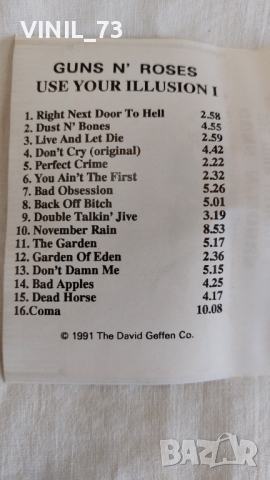 VINIL_73
GUNS N' ROSES
USE YOUR ILLUSION I
1. Right Next Door To Hell 2.58
2. Dust N' Bones 4.55
3. Live And Let Die 2.59
4. Don't Cry (original) 4.42
5. Perfect Crime 2.22
6. You Ain't The First 2.32
7. Bad Obsession 5.26
8. Back Off Bitch 5.01
9. Double Talkin' Jive 3.19
10. November Rain 8.53
11. The Garden 5.17
12. Garden Of Eden 2.36
13. Don't Damn Me 5.15
14. Bad Apples 4.25
15. Dead Horse 4.17
16.Coma 10.08
© 1991 The David Geffen Co.
BAZAR